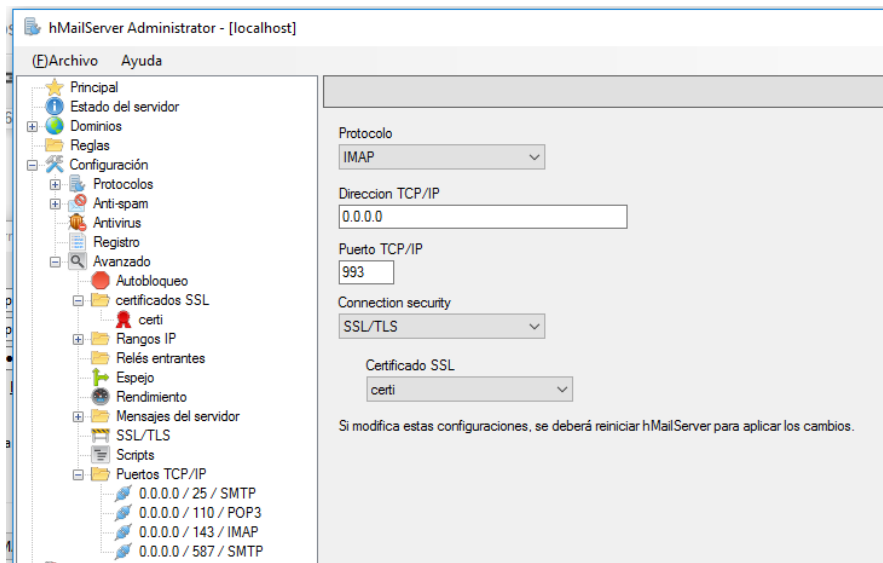 hMailServer Administrator - [localhost]
(F)Archivo Ayuda
Principal
Estado del servidor
Dominios
Reglas
Configuración
Protocolos
Anti-spam
Antivirus
Registro
Avanzado
Autobloqueo
certificados SSL
certi
Rangos IP
Relés entrantes
Espejo
Rendimiento
Mensajes del servidor
SSL/TLS
Scripts
Puertos TCP/IP
0.0.0.0 / 25 / SMTP
0.0.0.0 / 110 / POP3
0.0.0.0 / 143 / IMAP
0.0.0.0 / 587 / SMTP
Protocolo
IMAP
Direccion TCP/IP
0.0.0.0
Puerto TCP/IP
993
Connection security
SSL/TLS
Certificado SSL
certi
Si modifica estas configuraciones, se deberá reiniciar hMailServer para aplicar los cambios.